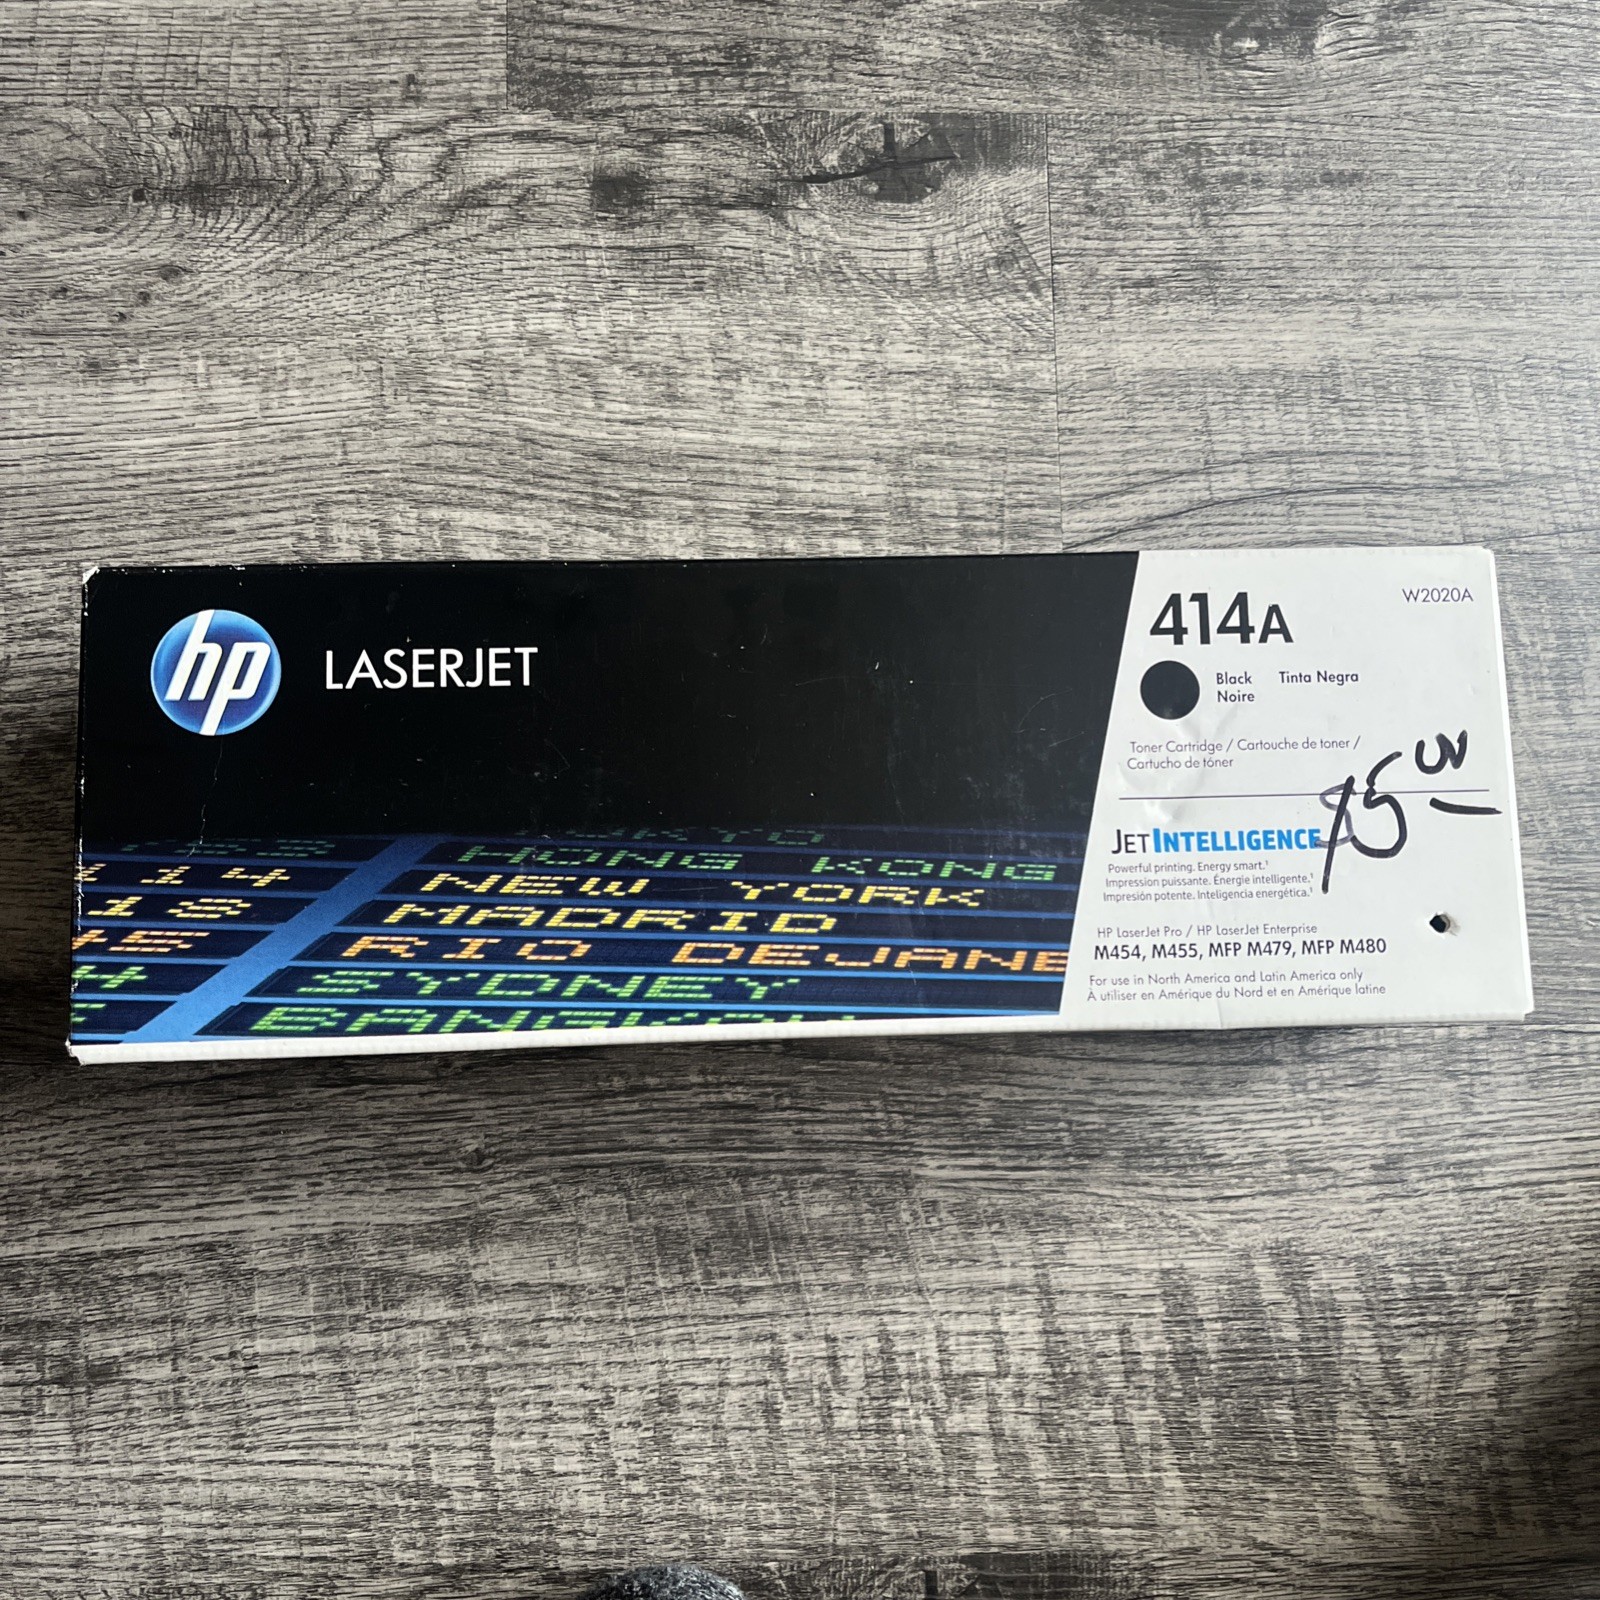 hp
LASERJET
414A
W2020A
Black Tinta Negra
Noire
Toner Cartridge / Cartouche de toner /
Cartucho de tóner
JETINTELLIGENCE
Powerful printing. Energy smart.¹
Impression puissante. Énergie intelligente.¹
Impresión potente. Inteligencia energética.¹
HP LaserJet Pro / HP LaserJet Enterprise
M454, M455, MFP M479, MFP M480
For use in North America and Latin America only
À utiliser en Amérique du Nord et en Amérique latine
HONG KONG
14 NEW YORK
18 MADRID
45 RIO DEJANE
SYDNEY